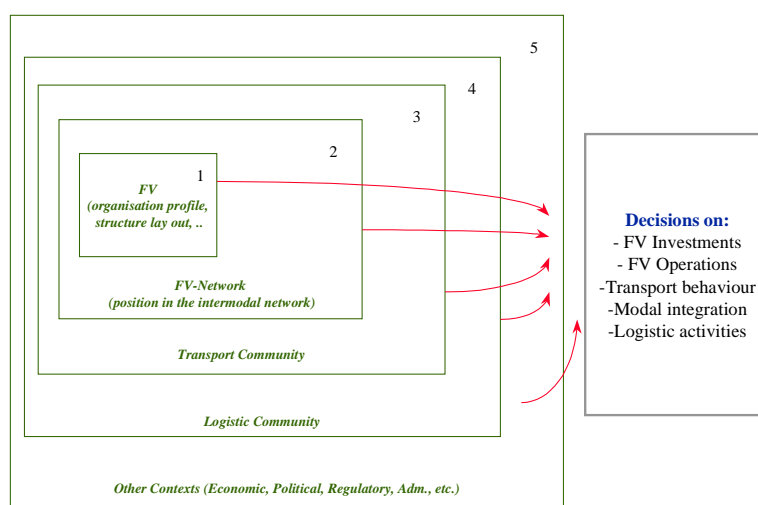 5
4
3
2
1
FV
(organisation profile,
structure lay out, ..
FV-Network
(position in the intermodal network)
Transport Community
Logistic Community
Other Contexts (Economic, Political, Regulatory, Adm., etc.)
Decisions on:
- FV Investments
- FV Operations
-Transport behaviour
-Modal integration
-Logistic activities